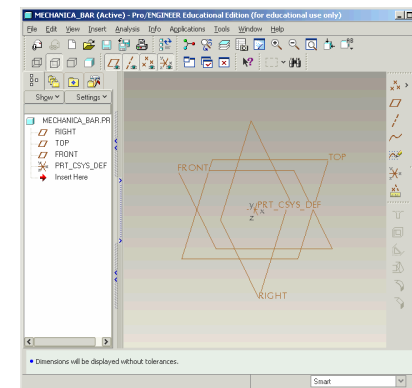 MECHANICA_BAR (Active) - Pro/ENGINEER Educational Edition (for educational use only)
File Edit View Insert Analysis Info Applications Tools Window Help
Show Settings
MECHANICA_BAR.PR
RIGHT
TOP
FRONT
PRT_CSYS_DEF
Insert Here
FRONT
TOP
y PRT_CSYS_DEF
x
z
RIGHT
Dimensions will be displayed without tolerances.
Smart